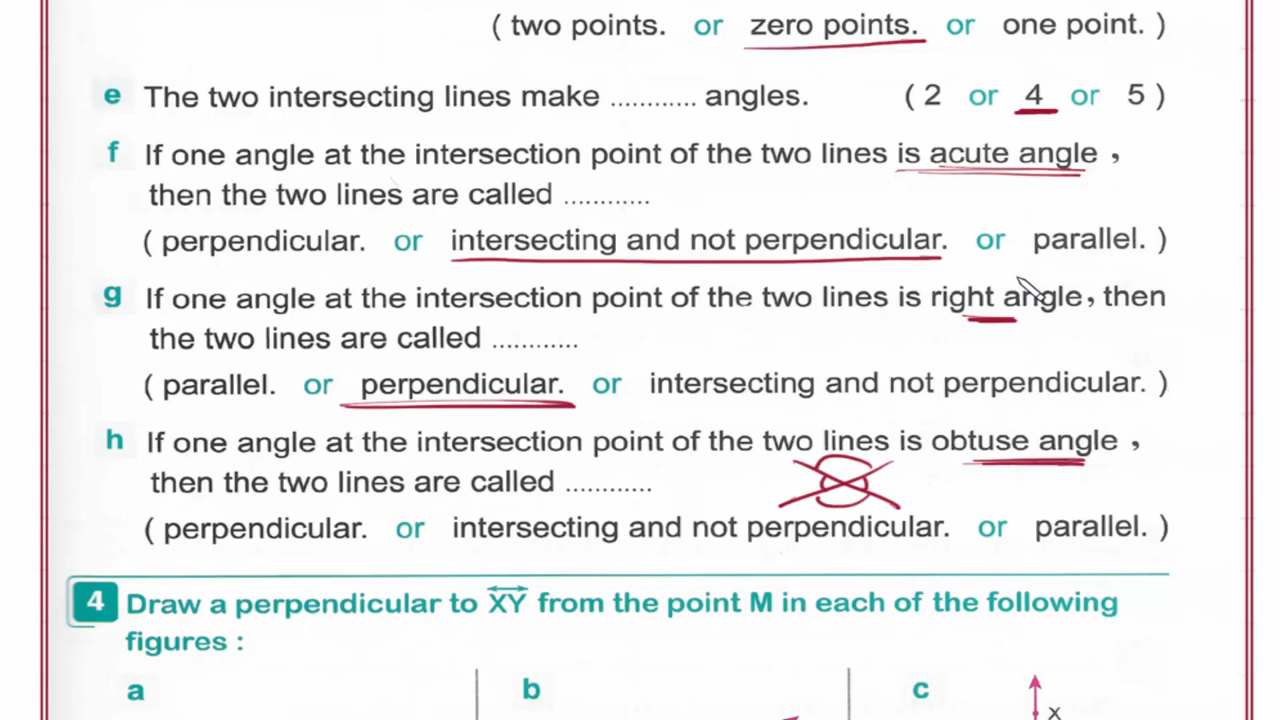 ( two points. or zero points. or one point. )
e The two intersecting lines make ............ angles. ( 2 or 4 or 5 )
f If one angle at the intersection point of the two lines is acute angle ,
then the two lines are called ............
( perpendicular. or intersecting and not perpendicular. or parallel. )
g If one angle at the intersection point of the two lines is right angle, then
the two lines are called ............
( parallel. or perpendicular. or intersecting and not perpendicular. )
h If one angle at the intersection point of the two lines is obtuse angle ,
then the two lines are called ............
( perpendicular. or intersecting and not perpendicular. or parallel. )
4 Draw a perpendicular to XY from the point M in each of the following
figures :
a b c
X